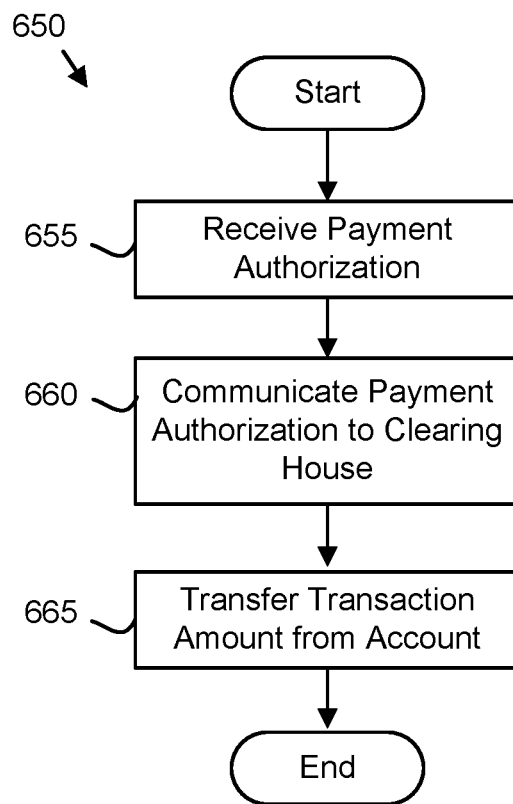 650
Start
655
Receive Payment
Authorization
660
Communicate Payment
Authorization to Clearing
House
665
Transfer Transaction
Amount from Account
End